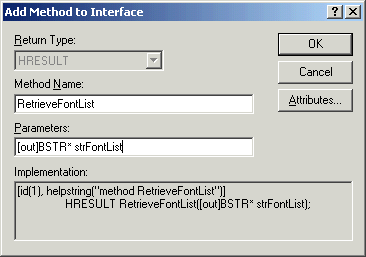 Add Method to Interface
Return Type:
HRESULT
OK
Cancel
Attributes...
Method Name:
RetrieveFontList
Parameters:
[out]BSTR* strFontList
Implementation:
[id(1), helpstring("method RetrieveFontList")]
HRESULT RetrieveFontList([out]BSTR* strFontList);